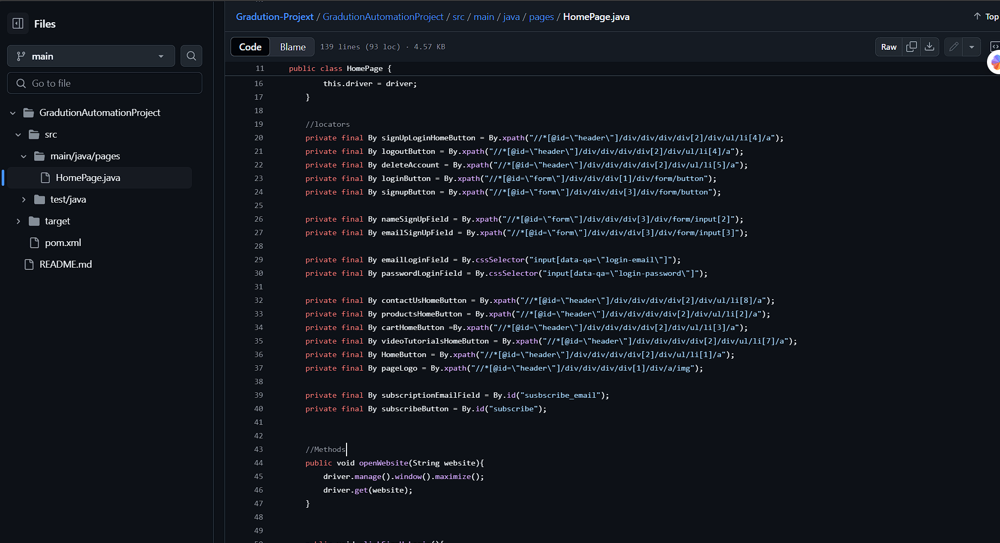 Files
main
Go to file
GradutionAutomationProject
src
main/java/pages
HomePage.java
test/java
target
pom.xml
README.md
Gradution-Projext / GradutionAutomationProject / src / main / java / pages / HomePage.java
Top
Code Blame 139 lines (93 loc) · 4.57 KB
Raw
11 public class HomePage {
16 this.driver = driver;
17 }
18
19 //locators
20 private final By signUpLoginHomeButton = By.xpath("//*[@id=\"header\"]/div/div/div/div[2]/div/ul/li[4]/a");
21 private final By logoutButton = By.xpath("//*[@id=\"header\"]/div/div/div/div[2]/div/ul/li[4]/a");
22 private final By deleteAccount = By.xpath("//*[@id=\"header\"]/div/div/div/div[2]/div/ul/li[5]/a");
23 private final By loginButton = By.xpath("//*[@id=\"form\"]/div/div/div[1]/div/form/button");
24 private final By signupButton = By.xpath("//*[@id=\"form\"]/div/div/div[3]/div/form/button");
25
26 private final By nameSignUpField = By.xpath("//*[@id=\"form\"]/div/div/div[3]/div/form/input[2]");
27 private final By emailSignUpField = By.xpath("//*[@id=\"form\"]/div/div/div[3]/div/form/input[3]");
28
29 private final By emailLoginField = By.cssSelector("input[data-qa=\"login-email\"]");
30 private final By passwordLoginField = By.cssSelector("input[data-qa=\"login-password\"]");
31
32 private final By contactUsHomeButton = By.xpath("//*[@id=\"header\"]/div/div/div/div[2]/div/ul/li[8]/a");
33 private final By productsHomeButton = By.xpath("//*[@id=\"header\"]/div/div/div/div[2]/div/ul/li[2]/a");
34 private final By cartHomeButton =By.xpath("//*[@id=\"header\"]/div/div/div/div[2]/div/ul/li[3]/a");
35 private final By videoTutorialsHomeButton = By.xpath("//*[@id=\"header\"]/div/div/div/div[2]/div/ul/li[7]/a");
36 private final By HomeButton = By.xpath("//*[@id=\"header\"]/div/div/div/div[2]/div/ul/li[1]/a");
37 private final By pageLogo = By.xpath("//*[@id=\"header\"]/div/div/div/div[1]/div/a/img");
38
39 private final By subscriptionEmailField = By.id("susbscribe_email");
40 private final By subscribeButton = By.id("subscribe");
41
42
43 //Methods
44 public void openWebsite(String website){
45 driver.manage().window().maximize();
46 driver.get(website);
47 }
48
49